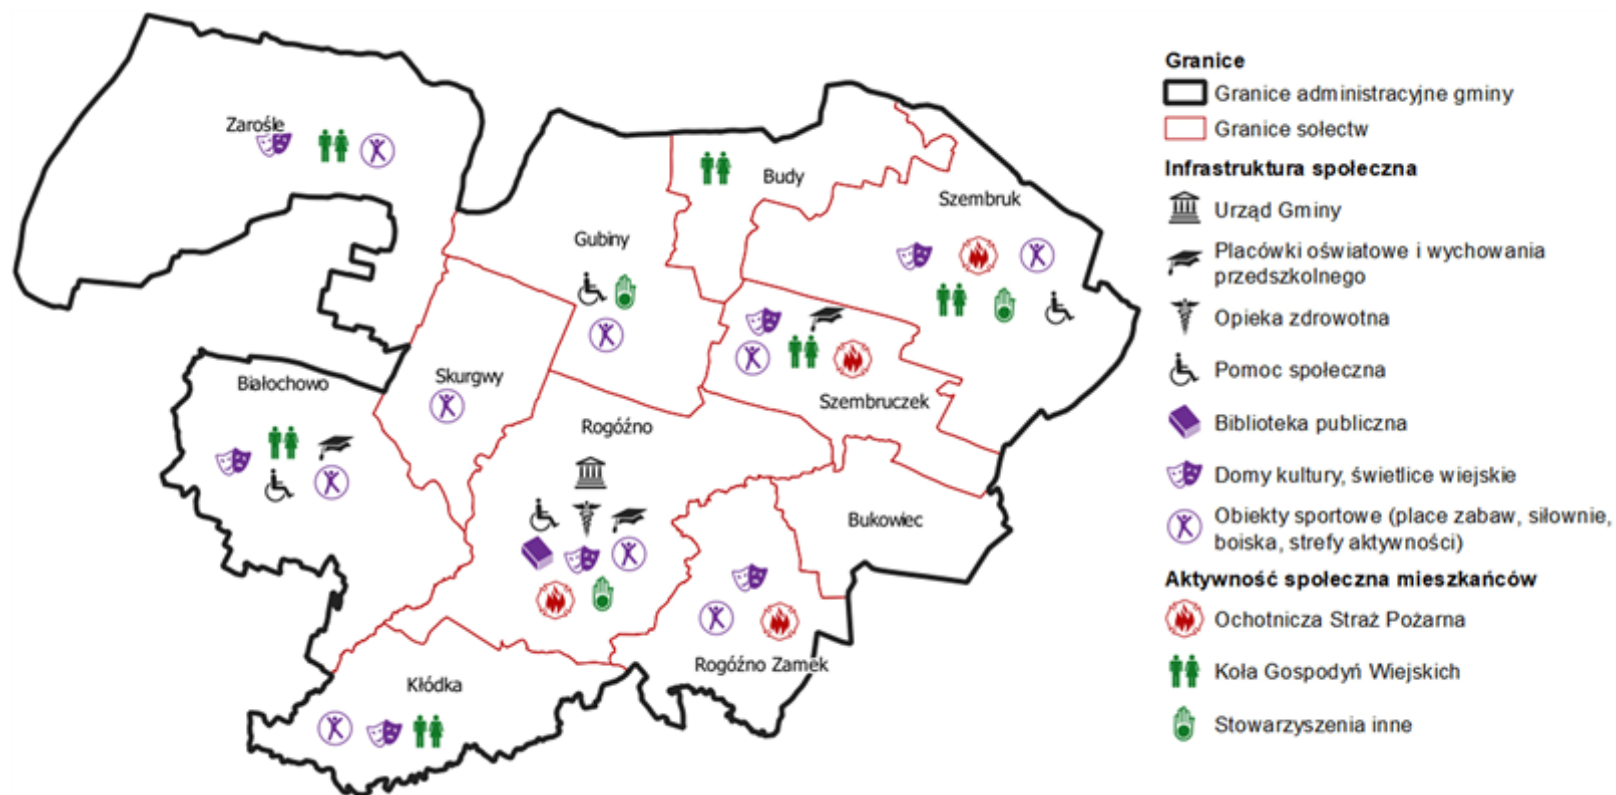 Zarośle
Budy
Szembruk
Gubiny
Skurgwy
Białochowo
Szembruczek
Rogóźno
Bukowiec
Rogóźno Zamek
Kłódka
Granice
Granice administracyjne gminy
Granice sołectw
Infrastruktura społeczna
Urząd Gminy
Placówki oświatowe i wychowania
przedszkolnego
Opieka zdrowotna
Pomoc społeczna
Biblioteka publiczna
Domy kultury, świetlice wiejskie
Obiekty sportowe (place zabaw, siłownie,
boiska, strefy aktywności)
Aktywność społeczna mieszkańców
Ochotnicza Straż Pożarna
Koła Gospodyń Wiejskich
Stowarzyszenia inne